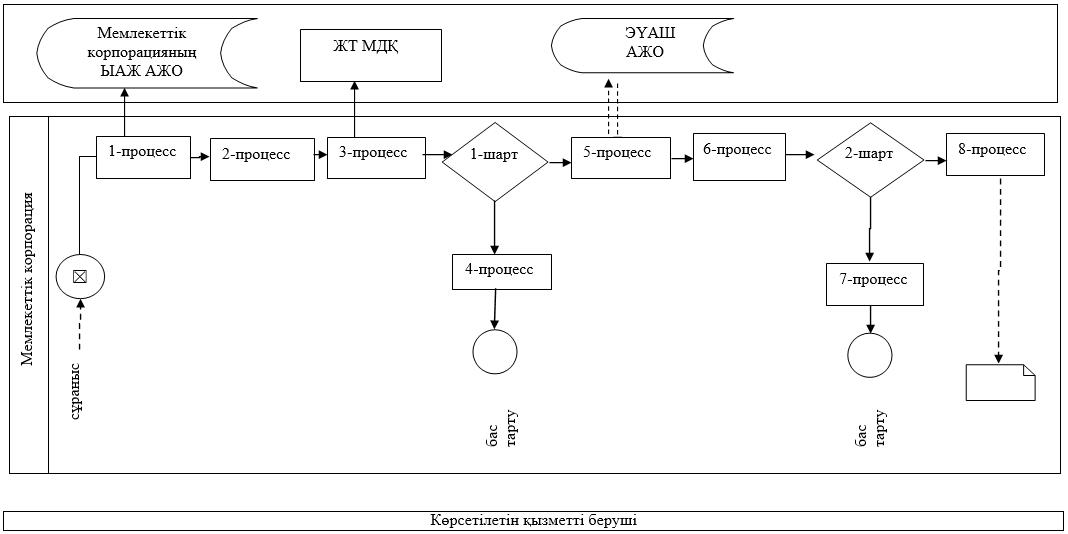 Мемлекеттік
корпорацияның
ЫАЖ АЖО
ЖТ МДҚ
ЭҮАШ
АЖО
1-процесс
2-процесс
3-процесс
1-шарт
5-процесс
6-процесс
2-шарт
8-процесс
4-процесс
7-процесс
Мемлекеттік корпорация
сұраныс
бас
тарту
бас
тарту
Көрсетілетін қызметті беруші